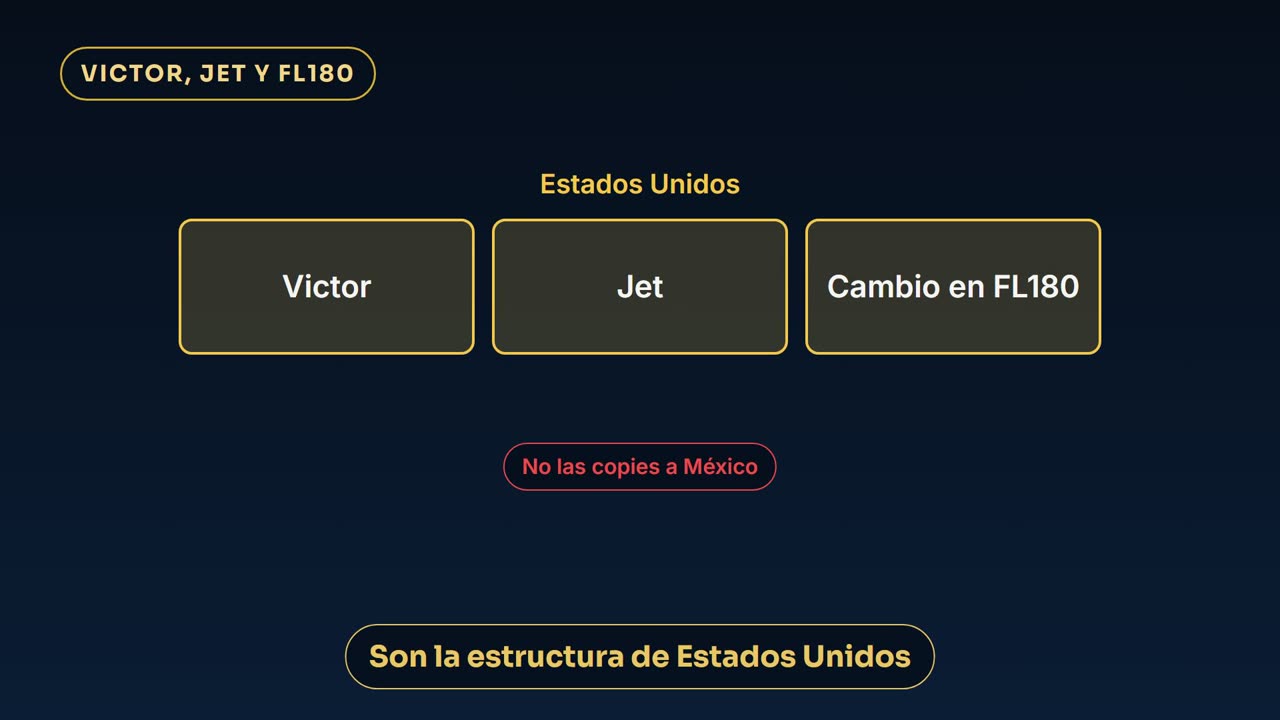 VICTOR, JET Y FL180
Estados Unidos
Victor
Jet
Cambio en FL180
No las copies a México
Son la estructura de Estados Unidos